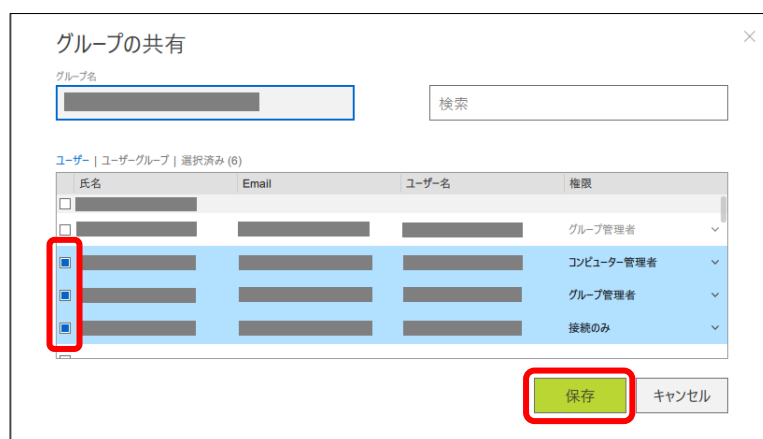 グループの共有
グループ名
検索
ユーザー | ユーザーグループ | 選択済み (6)
氏名 Email ユーザー名 権限
グループ管理者
コンピューター管理者
グループ管理者
接続のみ
保存 キャンセル